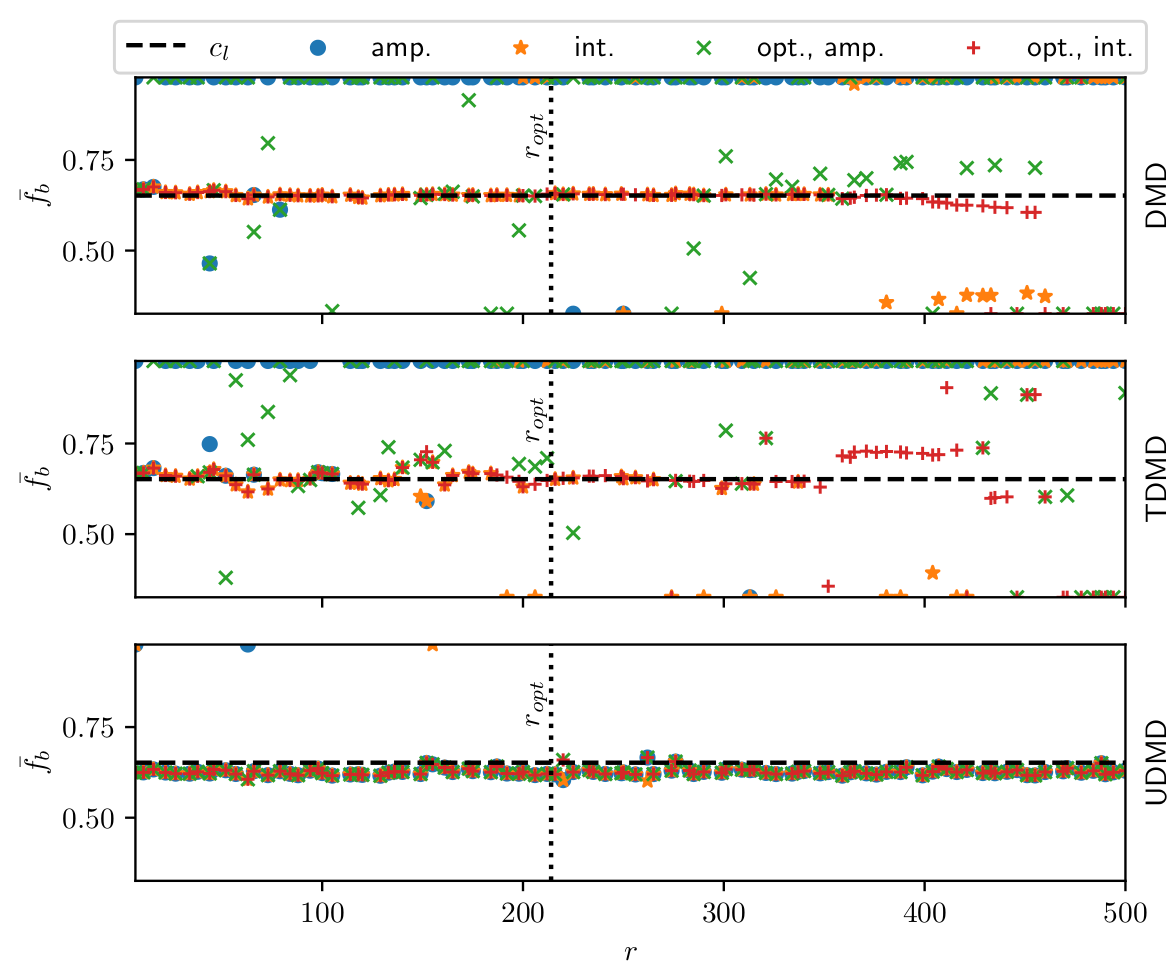 c_l amp. int. opt., amp. opt., int.
0.75
0.50
f̄_b
r_opt
DMD
0.75
0.50
f̄_b
r_opt
TDMD
0.75
0.50
f̄_b
r_opt
UDMD
100 200 300 400 500
r